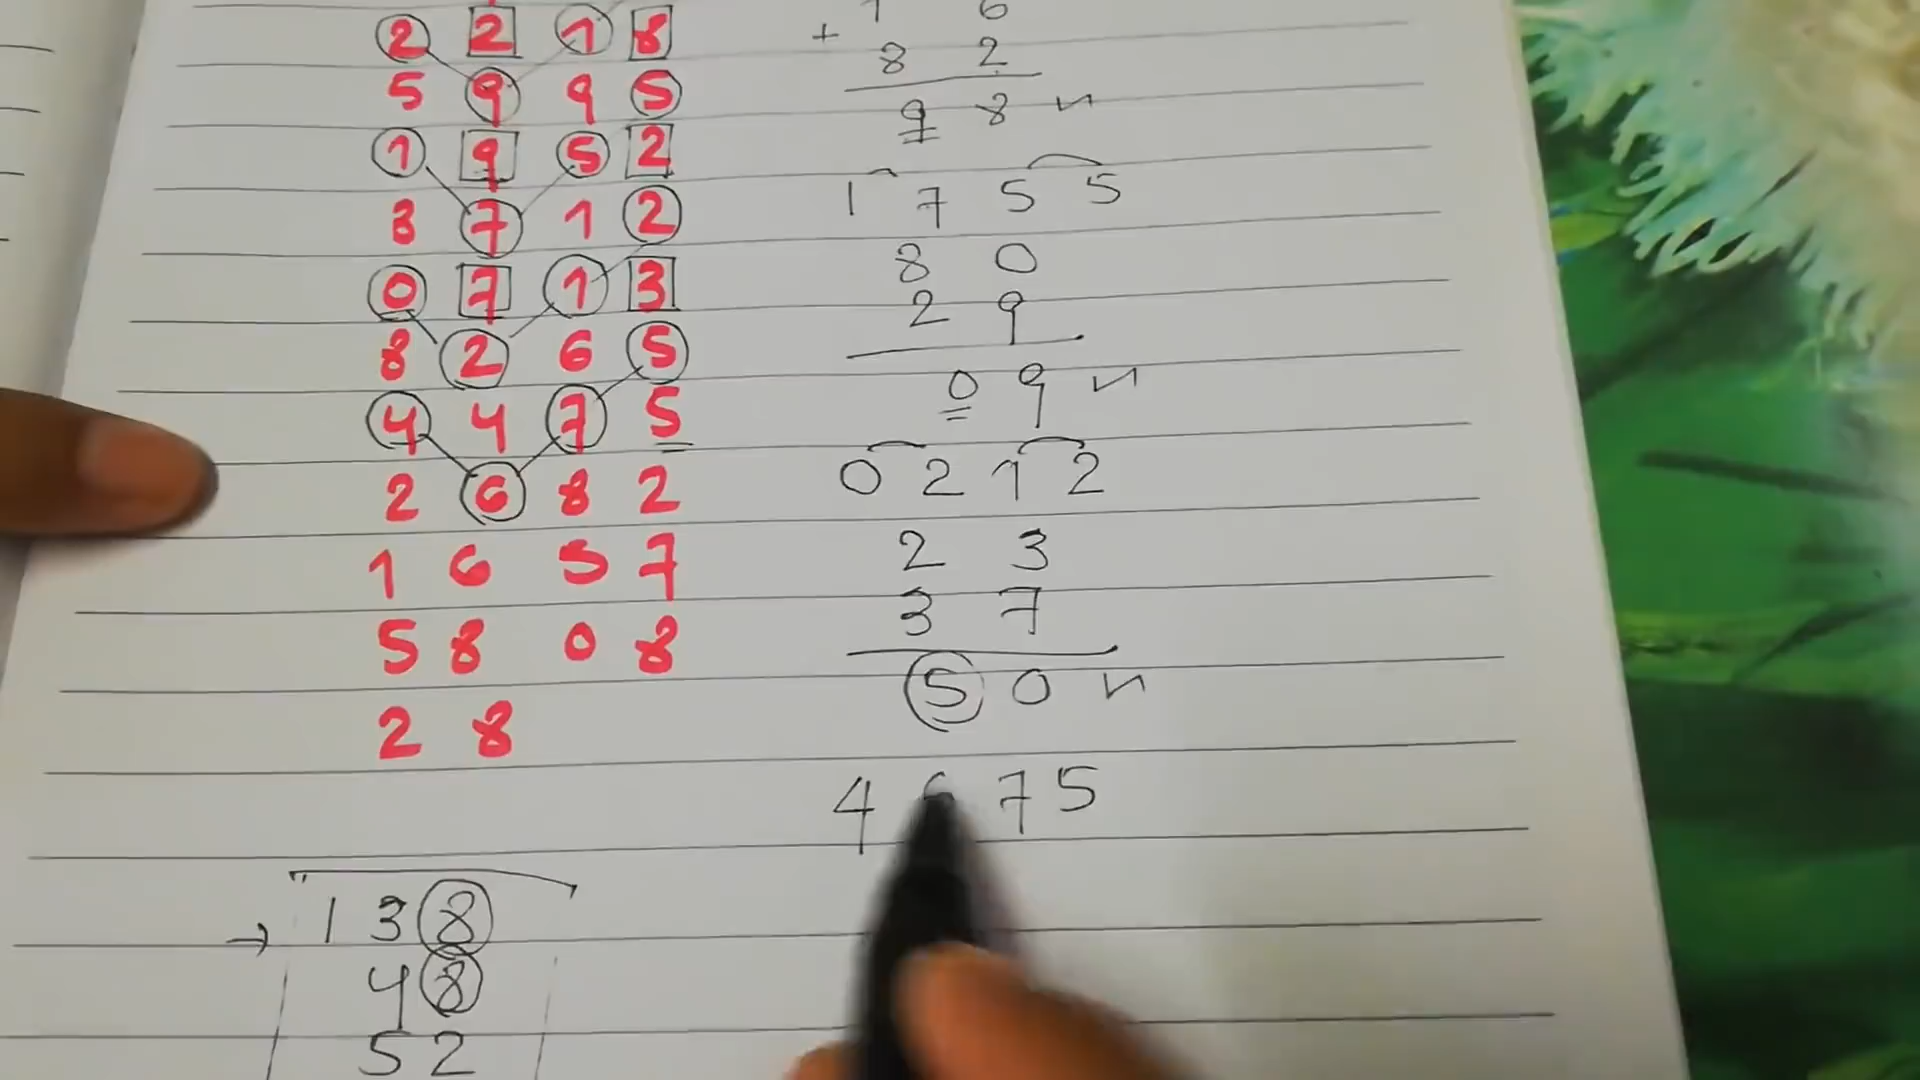 2 2 1 8
5 9 9 5
1 9 5 2
3 7 1 2
0 7 1 3
8 2 6 5
4 4 7 5
2 6 8 2
1 6 5 7
5 8 0 8
2 8
1 3 8
4 8
5 2
+
8 2
9 8
1 7 5 5
8 0
2 9
0 9
0 2 1 2
2 3
3 7
5 0
4 6 7 5